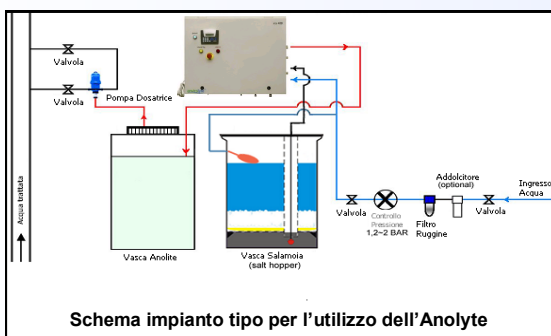 Valvola
Valvola
Pompa Dosatrice
Acqua trattata
Vasca Anolite
Vasca Salamoia
(salt hopper)
Valvola
Controllo
Pressione
1,2~2 BAR
Filtro
Ruggine
Addolcitore
(optional)
Valvola
Ingresso
Acqua
Schema impianto tipo per l'utilizzo dell'Anolyte